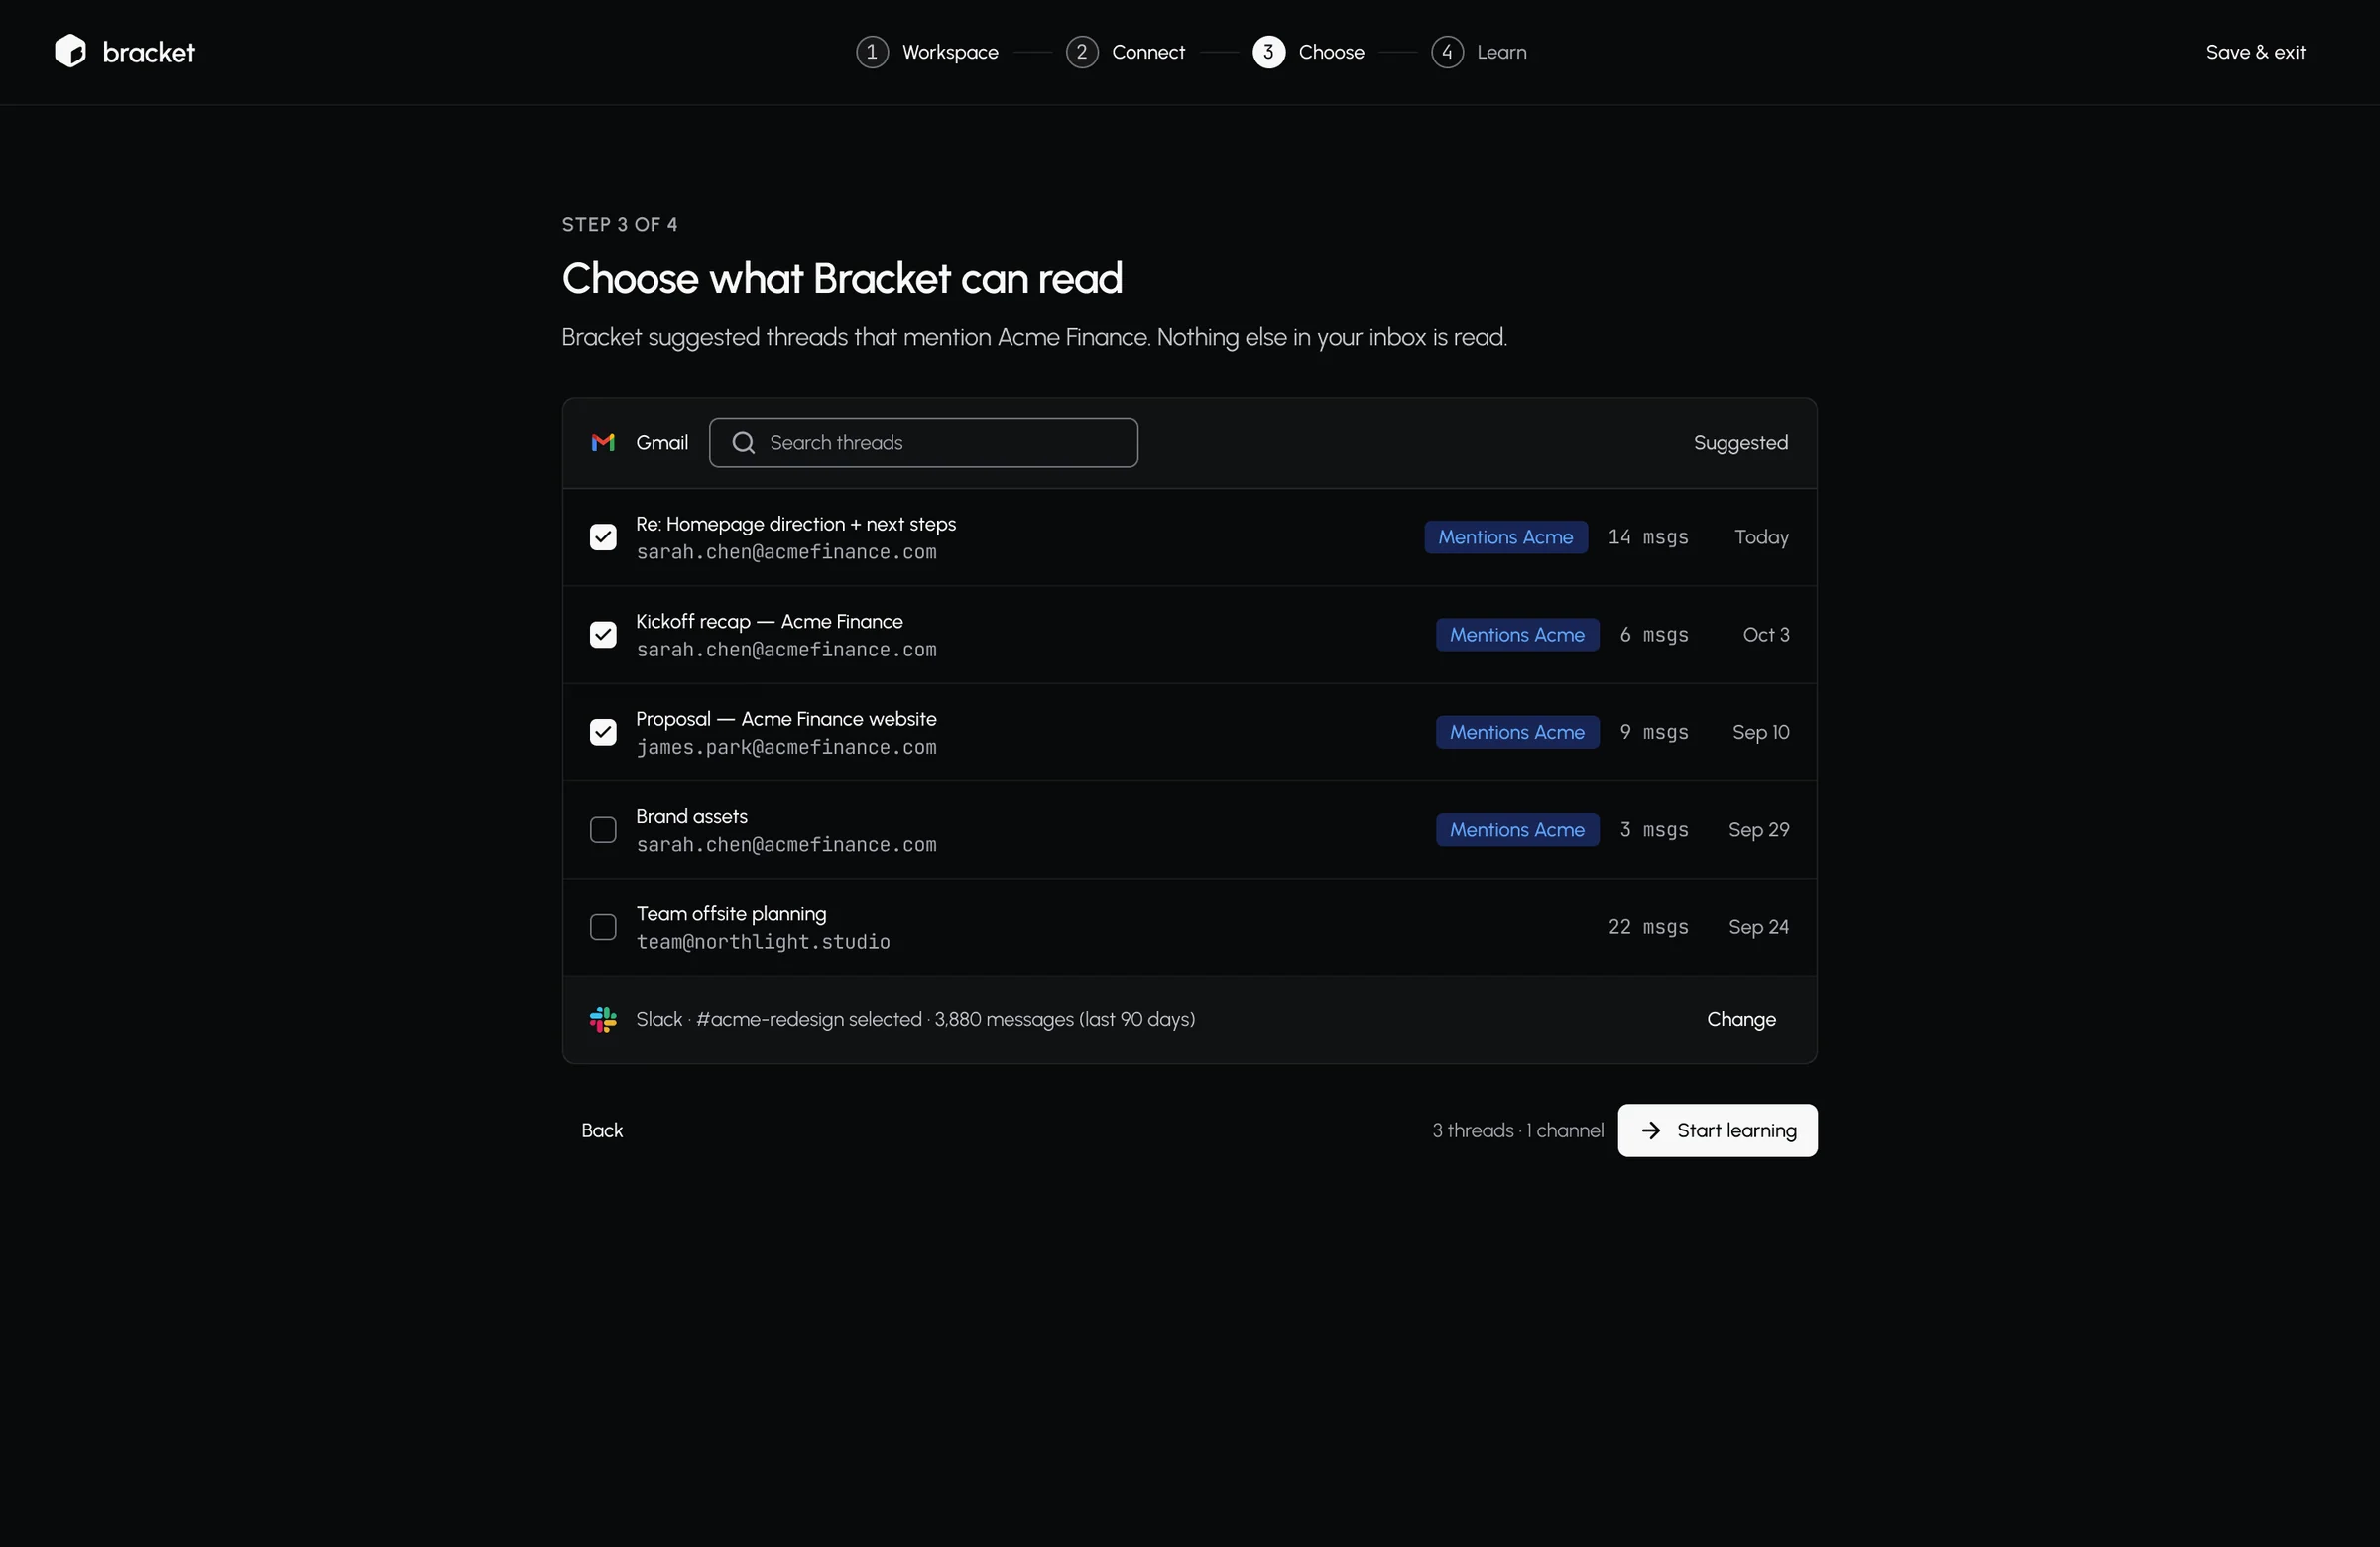 bracket
1 Workspace 2 Connect 3 Choose 4 Learn
Save & exit
STEP 3 OF 4
Choose what Bracket can read
Bracket suggested threads that mention Acme Finance. Nothing else in your inbox is read.
Gmail Search threads Suggested
Re: Homepage direction + next steps
sarah.chen@acmefinance.com
Mentions Acme 14 msgs Today
Kickoff recap — Acme Finance
sarah.chen@acmefinance.com
Mentions Acme 6 msgs Oct 3
Proposal — Acme Finance website
james.park@acmefinance.com
Mentions Acme 9 msgs Sep 10
Brand assets
sarah.chen@acmefinance.com
Mentions Acme 3 msgs Sep 29
Team offsite planning
team@northlight.studio
22 msgs Sep 24
Slack · #acme-redesign selected · 3,880 messages (last 90 days) Change
Back 3 threads · 1 channel Start learning